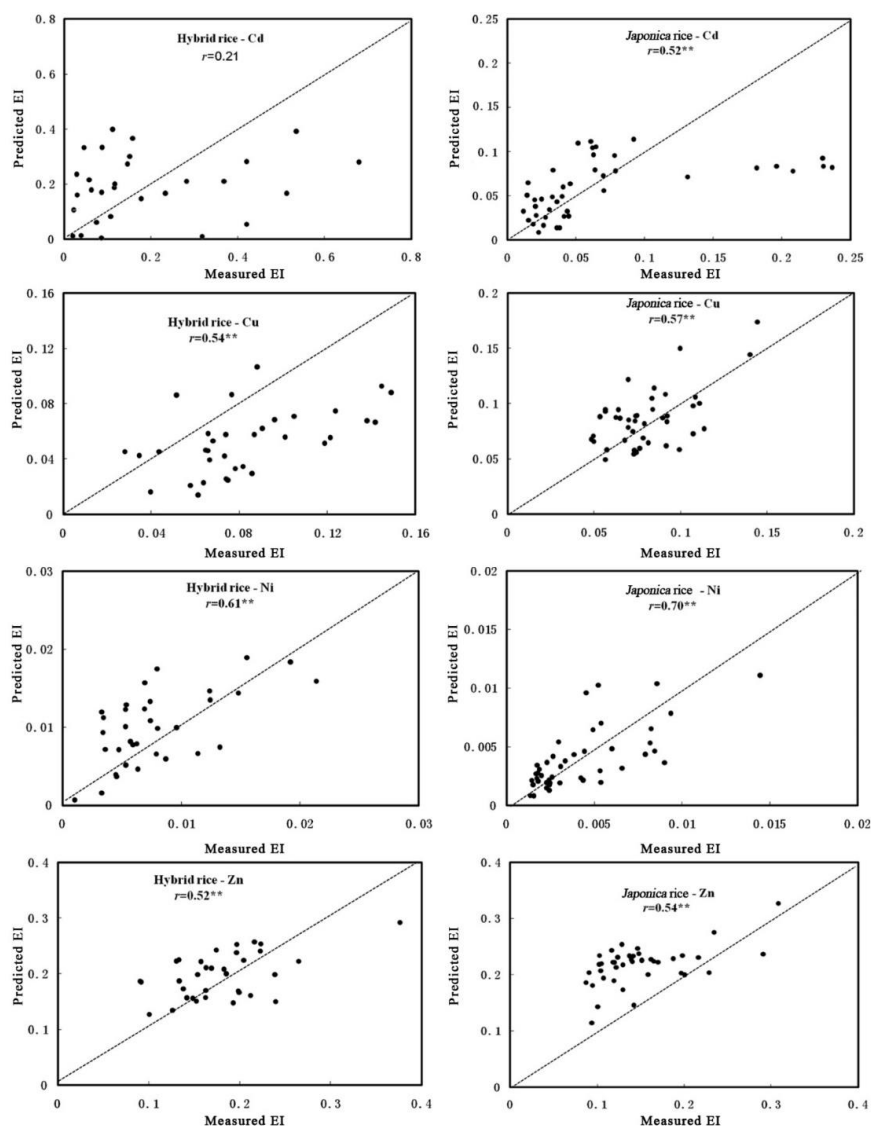 Hybrid rice - Cd
r=0.21
Predicted EI
0.8
0.6
0.4
0.2
0
0
0.2
0.4
0.6
0.8
Measured EI
Japonica rice - Cd
r=0.52**
Predicted EI
0.25
0.20
0.15
0.10
0.05
0
0
0.05
0.10
0.15
0.20
0.25
Measured EI
Hybrid rice - Cu
r=0.54**
Predicted EI
0.16
0.12
0.08
0.04
0
0
0.04
0.08
0.12
0.16
Measured EI
Japonica rice - Cu
r=0.57**
Predicted EI
0.2
0.15
0.1
0.05
0
0
0.05
0.1
0.15
0.2
Measured EI
Hybrid rice - Ni
r=0.61**
Predicted EI
0.03
0.02
0.01
0
0
0.01
0.02
0.03
Measured EI
Japonica rice - Ni
r=0.70**
Predicted EI
0.02
0.015
0.01
0.005
0
0
0.005
0.01
0.015
0.02
Measured EI
Hybrid rice - Zn
r=0.52**
Predicted EI
0.4
0.3
0.2
0.1
0
0
0.1
0.2
0.3
0.4
Measured EI
Japonica rice - Zn
r=0.54**
Predicted EI
0.4
0.3
0.2
0.1
0
0
0.1
0.2
0.3
0.4
Measured EI